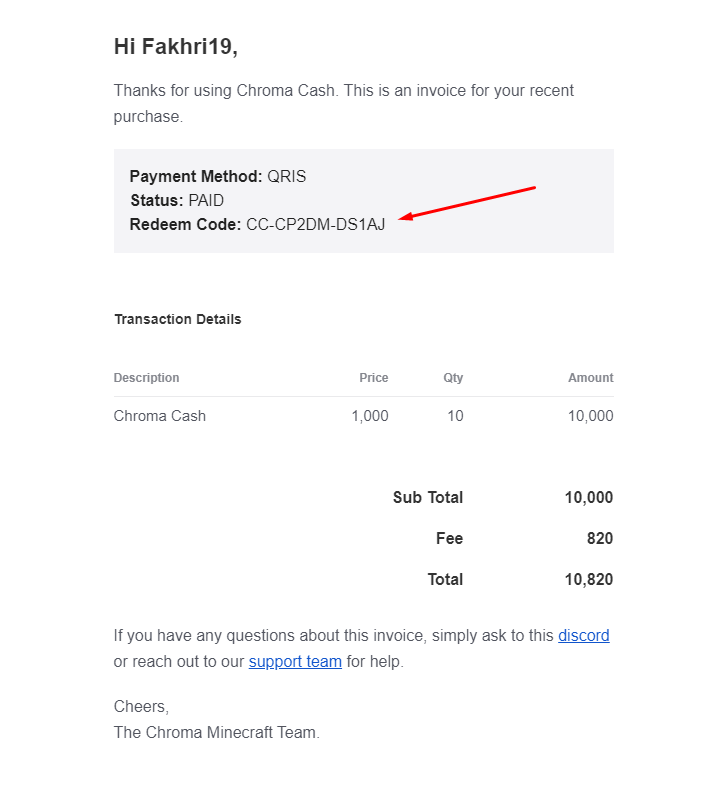 Hi Fakhri19,
Thanks for using Chroma Cash. This is an invoice for your recent
purchase.
Payment Method: QRIS
Status: PAID
Redeem Code: CC-CP2DM-DS1AJ
Transaction Details
Description Price Qty Amount
Chroma Cash 1,000 10 10,000
Sub Total 10,000
Fee 820
Total 10,820
If you have any questions about this invoice, simply ask to this discord
or reach out to our support team for help.
Cheers,
The Chroma Minecraft Team.